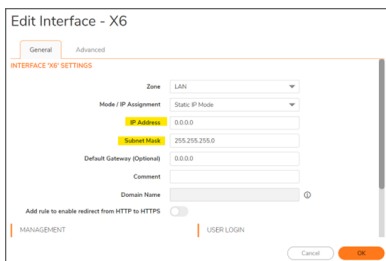 Edit Interface - X6
General Advanced
INTERFACE 'X6' SETTINGS
Zone LAN
Mode / IP Assignment Static IP Mode
IP Address 0.0.0.0
Subnet Mask 255.255.255.0
Default Gateway (Optional) 0.0.0.0
Comment
Domain Name
Add rule to enable redirect from HTTP to HTTPS
MANAGEMENT USER LOGIN
Cancel OK